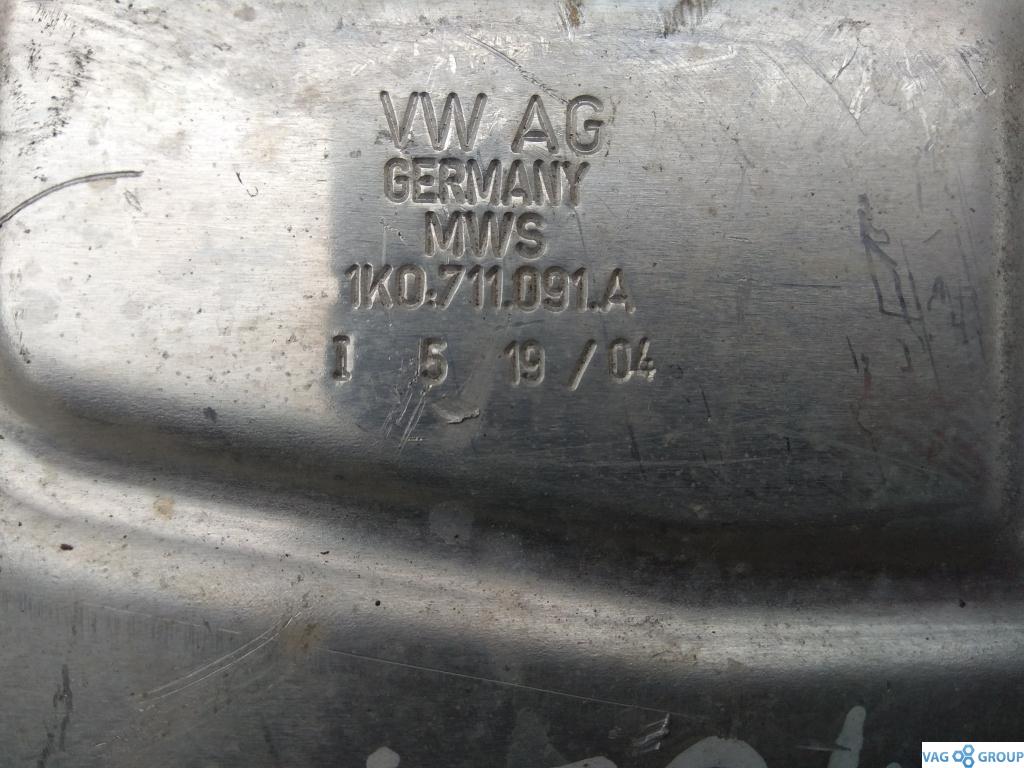 VW AG
GERMANY
MWS
1K0.711.091.A
I 5 19 / 04
VAG GROUP